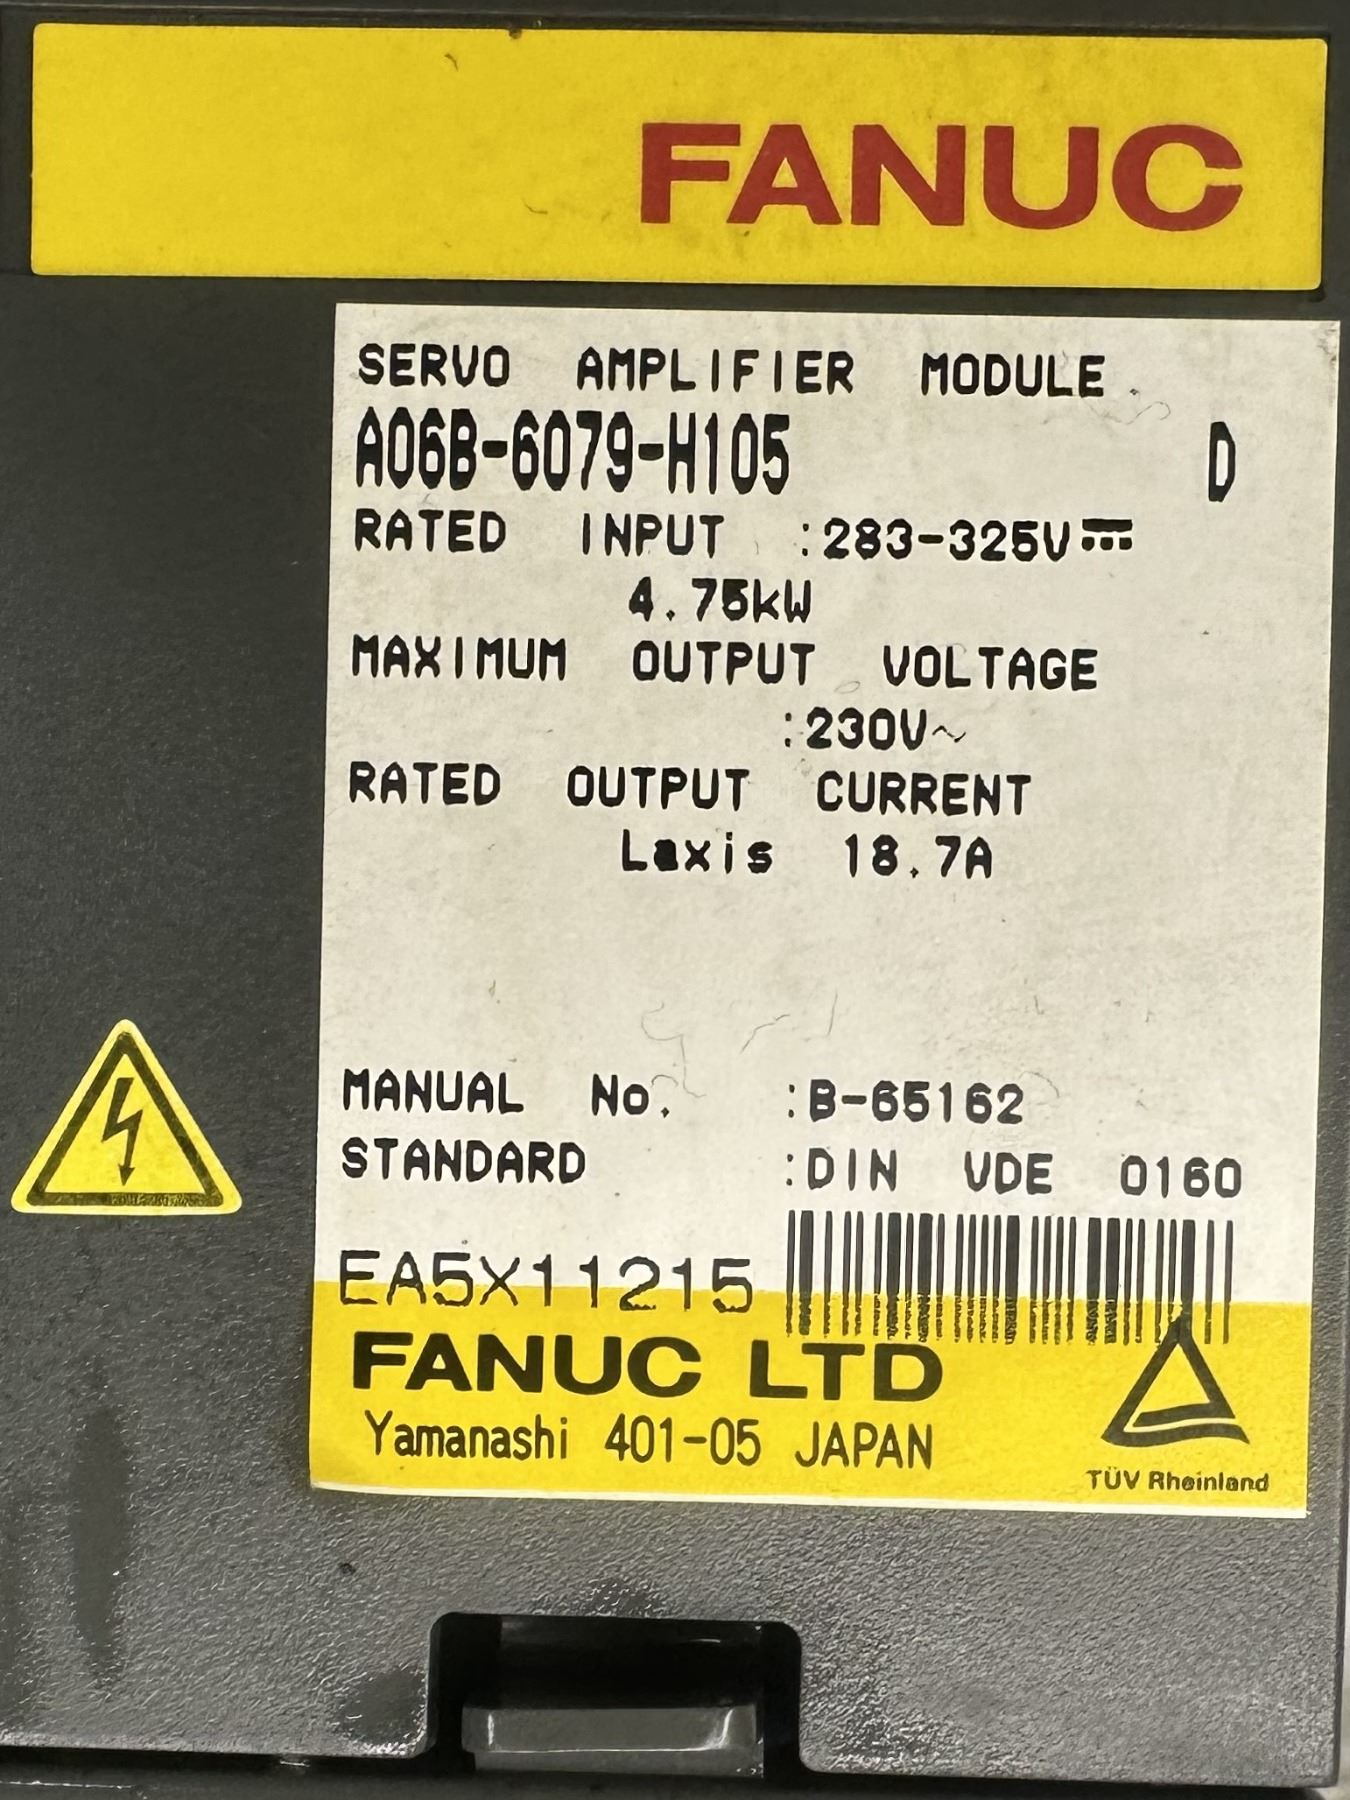 FANUC
SERVO AMPLIFIER MODULE
A06B-6079-H105 D
RATED INPUT :283-325V⎓
4.75kW
MAXIMUM OUTPUT VOLTAGE
:230V~
RATED OUTPUT CURRENT
Laxis 18.7A
MANUAL No. :B-65162
STANDARD :DIN VDE 0160
EA5X11215
FANUC LTD
Yamanashi 401-05 JAPAN
TÜV Rheinland